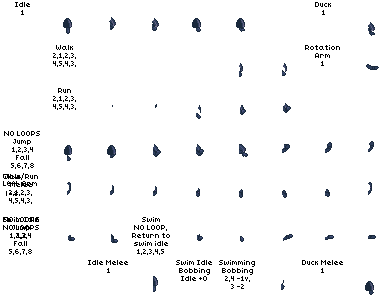 Idle
1
Duck
1
Walk
2,1,2,3,
4,5,4,3,
Rotation
Arm
1
Run
2,1,2,3,
4,5,4,3,
NO LOOPS
Jump
1,2,3,4
Fall
5,6,7,8
2,1,2,3,
4,5,4,3,
Fall
5,6,7,8
Swim
NO LOOP,
Return to
swim idle
1,2,3,4,5
Idle Melee
1
Swim Idle
Bobbing
Idle +0
Swimming
Bobbing
2,4 -1v,
3 -2
Duck Melee
1